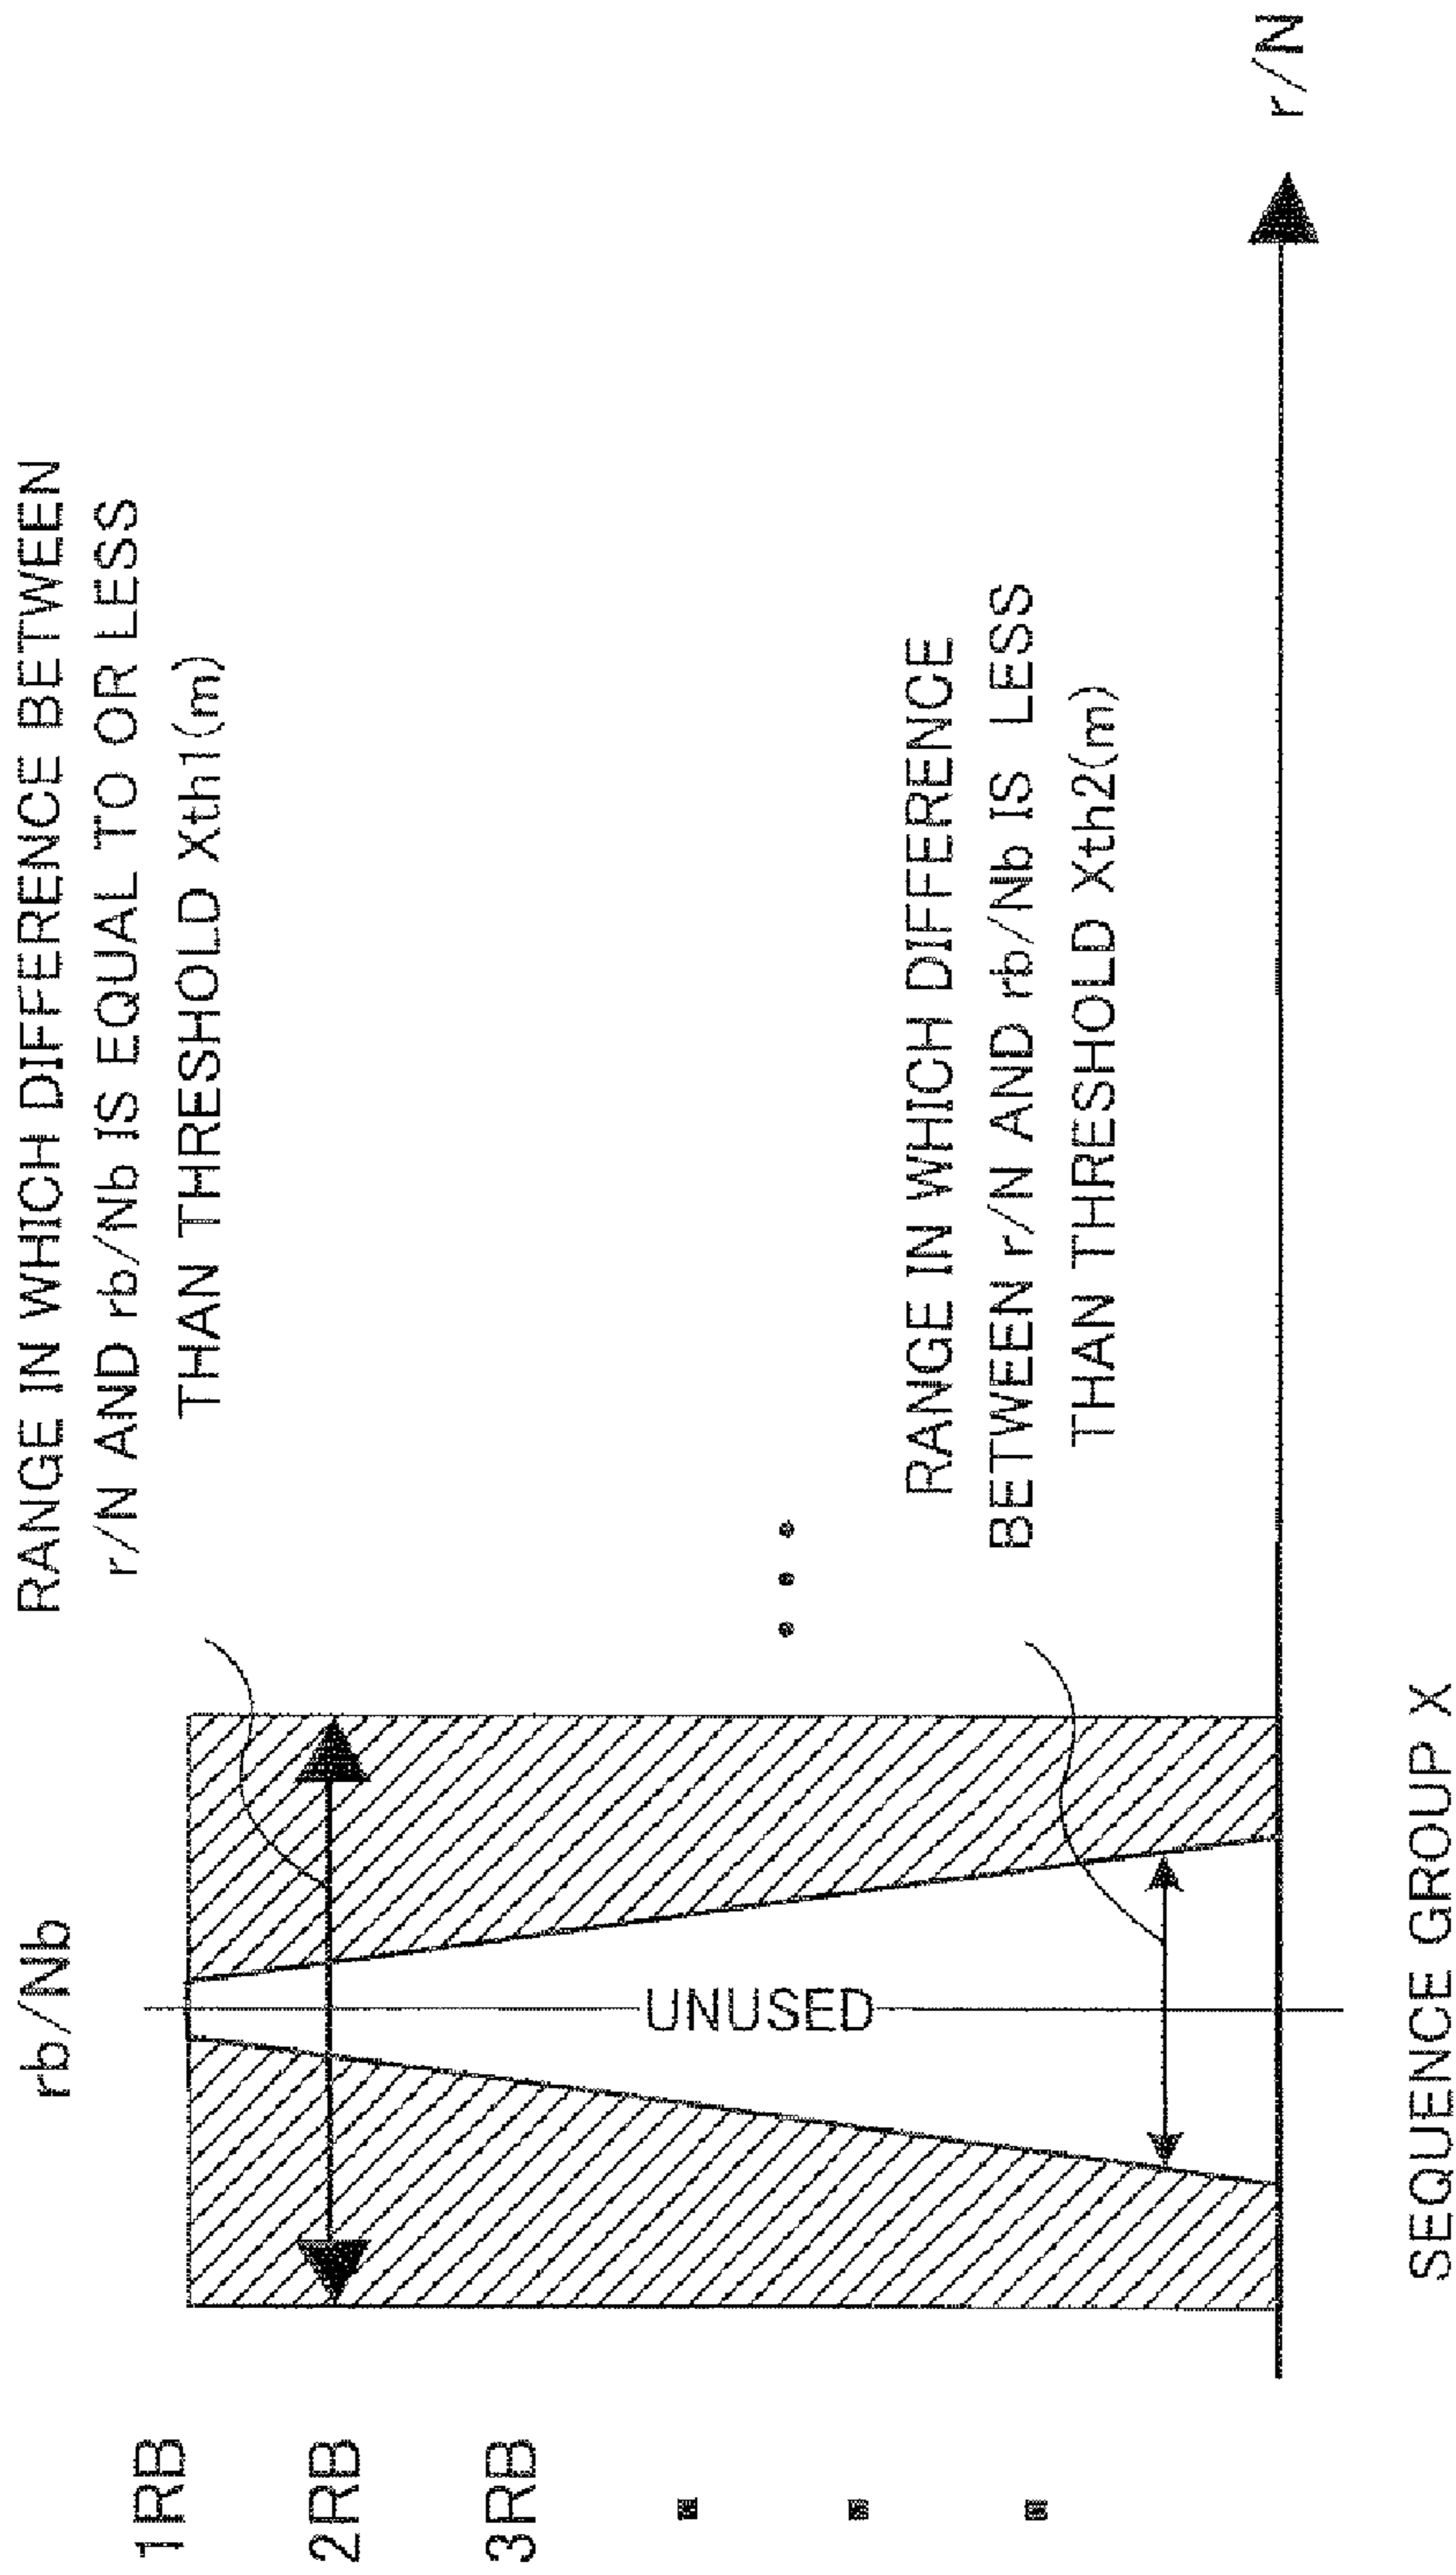 RANGE IN WHICH DIFFERENCE BETWEEN
r/N AND rb/Nb IS EQUAL TO OR LESS
THAN THRESHOLD Xth1(m)
rb/Nb
1RB
2RB
3RB
UNUSED
RANGE IN WHICH DIFFERENCE
BETWEEN r/N AND rb/Nb IS LESS
THAN THRESHOLD Xth2(m)
r/N
SEQUENCE GROUP X